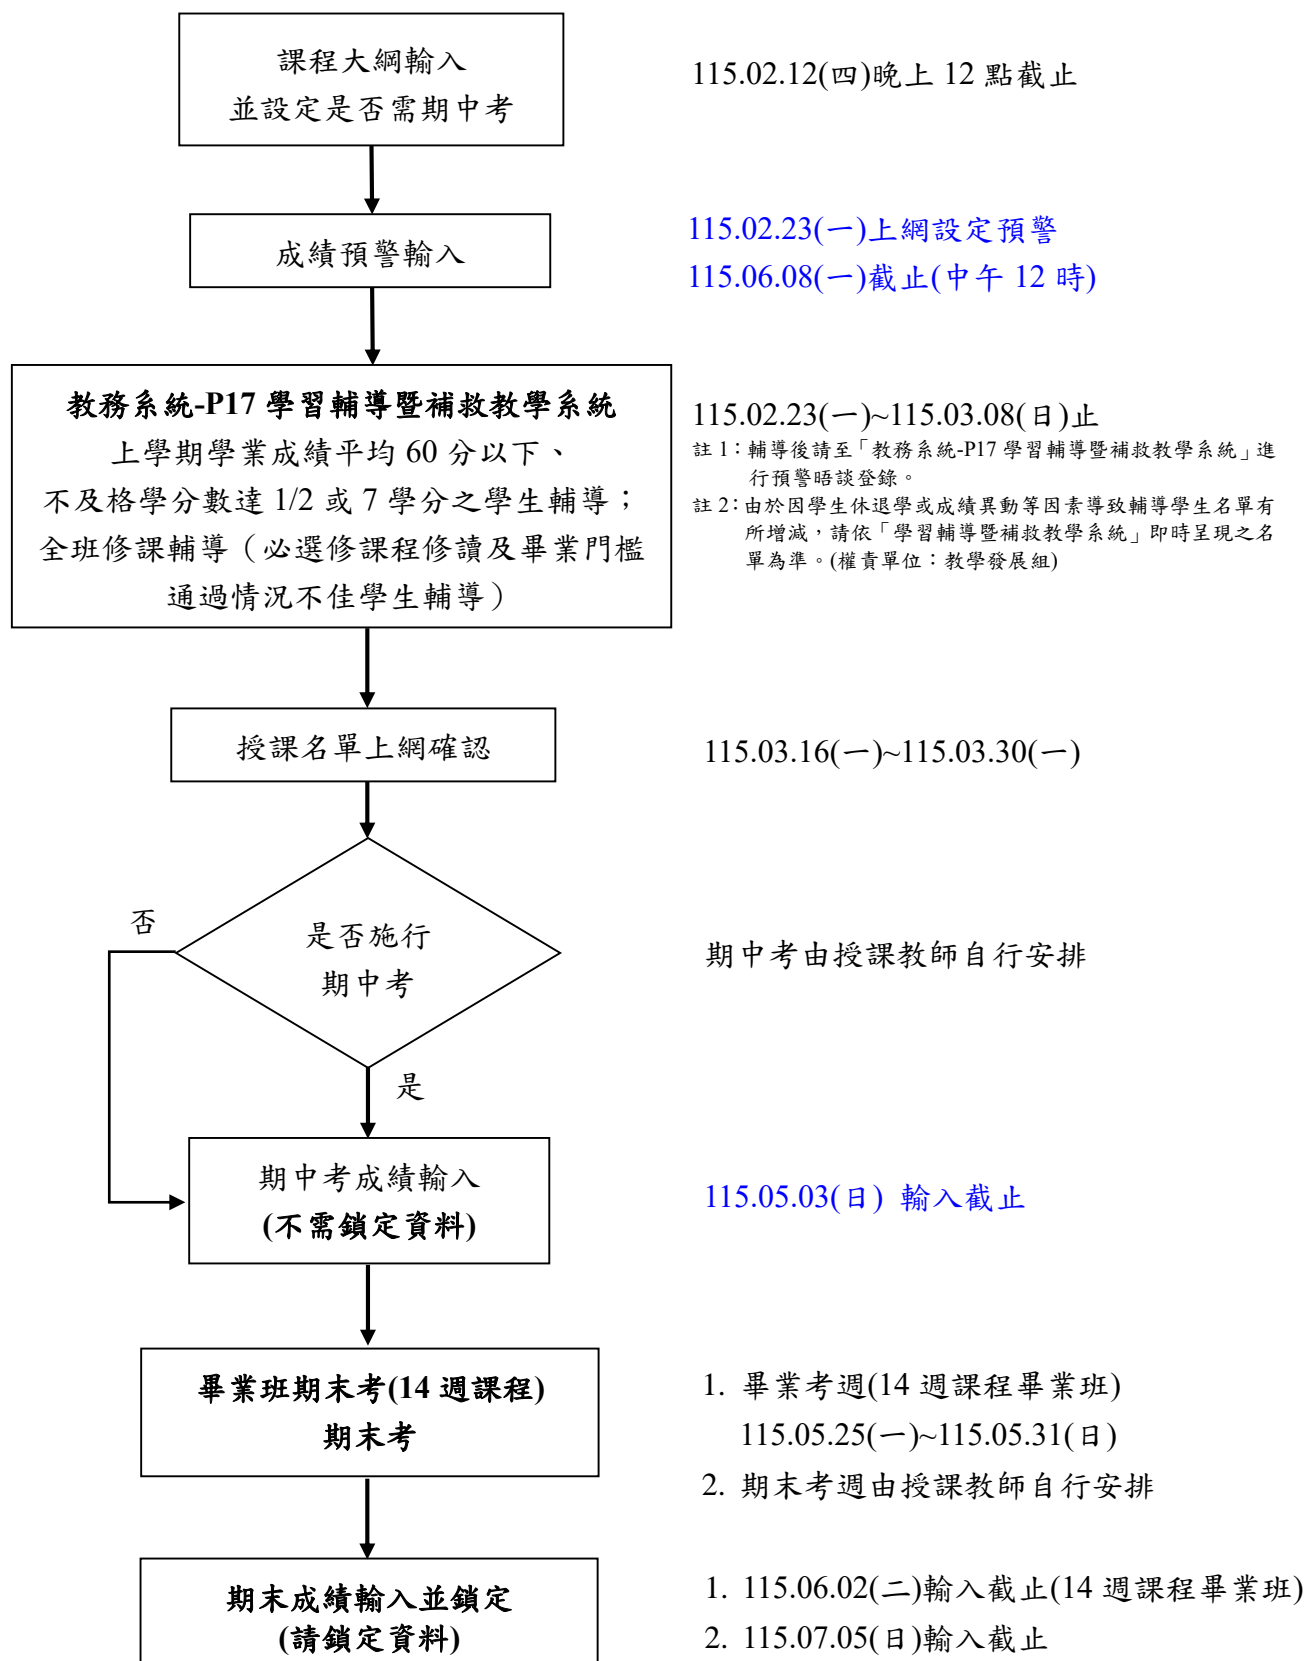 課程大綱輸入
並設定是否需期中考
115.02.12(四)晚上 12 點截止
成績預警輸入
115.02.23(一)上網設定預警
115.06.08(一)截止(中午 12 時)
教務系統-P17 學習輔導暨補救教學系統
上學期學業成績平均 60 分以下、
不及格學分數達 1/2 或 7 學分之學生輔導；
全班修課輔導（必選修課程修讀及畢業門檻
通過情況不佳學生輔導）
115.02.23(一)~115.03.08(日)止
註 1：輔導後請至「教務系統-P17 學習輔導暨補救教學系統」進
行預警晤談登錄。
註 2：由於因學生休退學或成績異動等因素導致輔導學生名單有
所增減，請依「學習輔導暨補救教學系統」即時呈現之名
單為準。(權責單位：教學發展組)
授課名單上網確認
115.03.16(一)~115.03.30(一)
否
是否施行
期中考
期中考由授課教師自行安排
是
期中考成績輸入
(不需鎖定資料)
115.05.03(日) 輸入截止
畢業班期末考(14 週課程)
期末考
1. 畢業考週(14 週課程畢業班)
115.05.25(一)~115.05.31(日)
2. 期末考週由授課教師自行安排
期末成績輸入並鎖定
(請鎖定資料)
1. 115.06.02(二)輸入截止(14 週課程畢業班)
2. 115.07.05(日)輸入截止